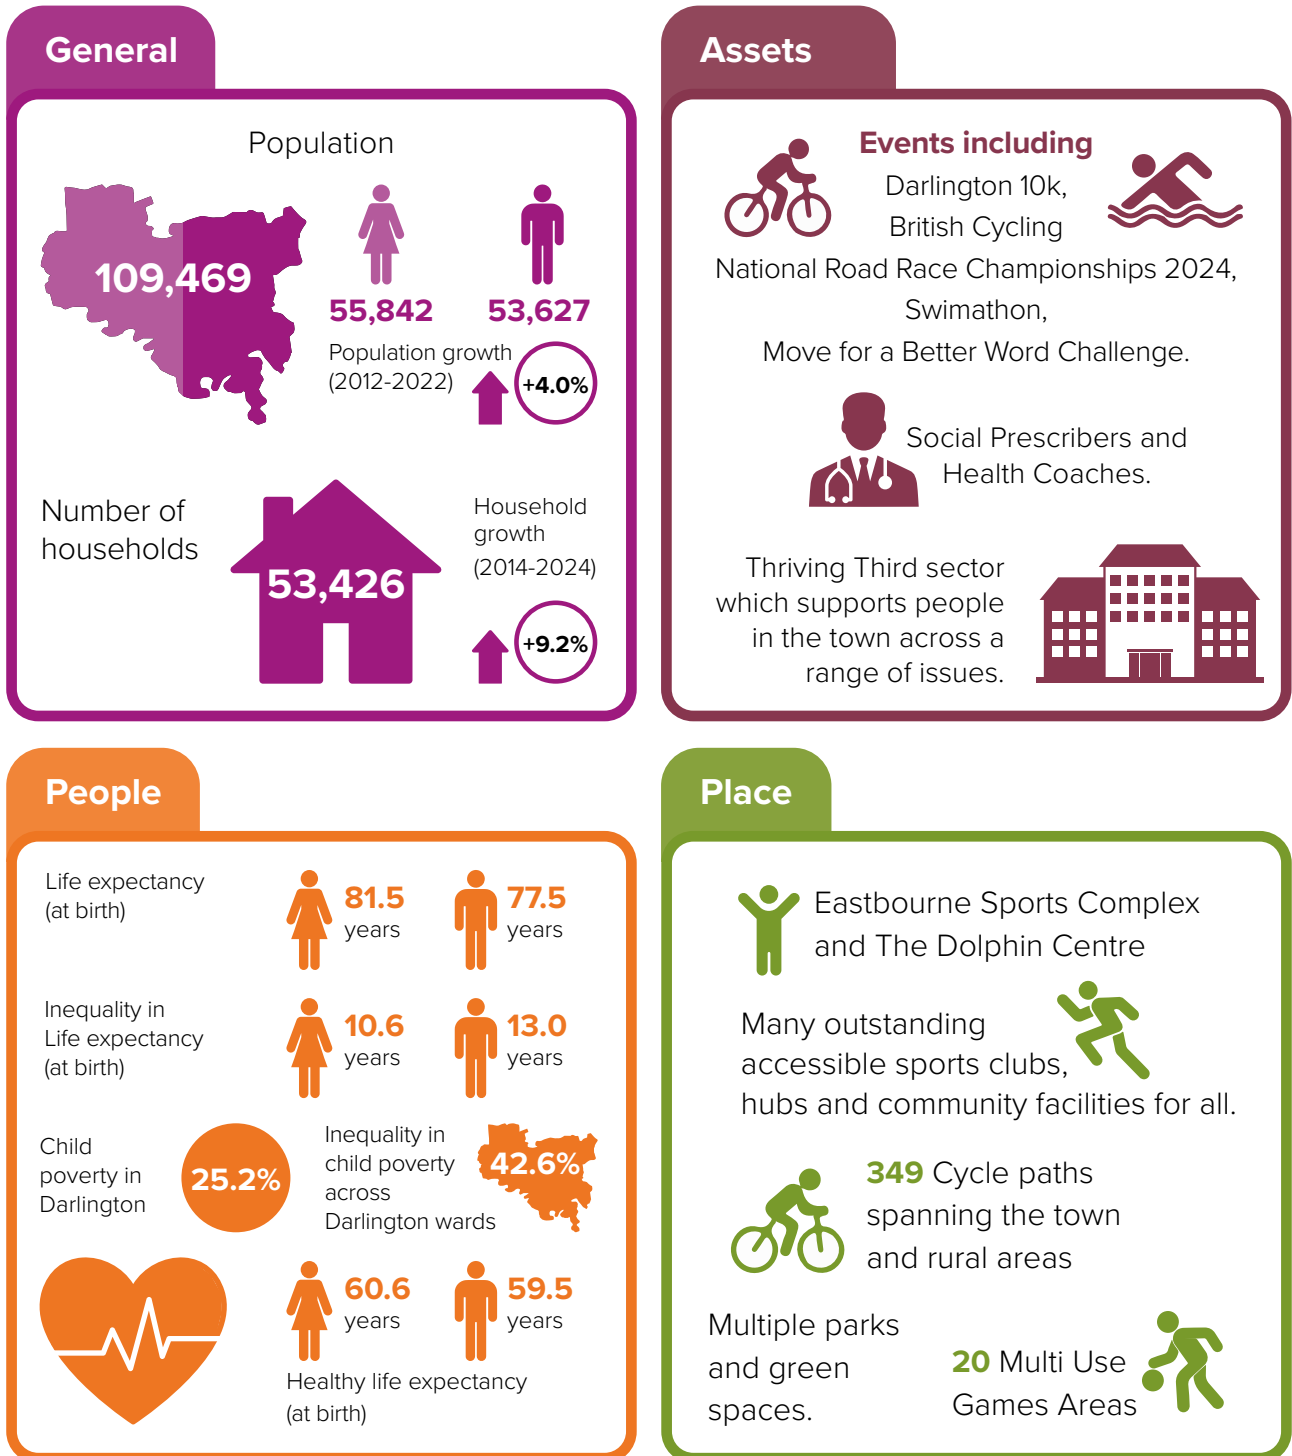 General
Population
109,469
55,842
53,627
Population growth
(2012-2022)
+4.0%
Number of
households
53,426
Household
growth
(2014-2024)
+9.2%
Assets
Events including
Darlington 10k,
British Cycling
National Road Race Championships 2024,
Swimathon,
Move for a Better Word Challenge.
Social Prescribers and
Health Coaches.
Thriving Third sector
which supports people
in the town across a
range of issues.
People
Life expectancy
(at birth)
81.5
years
77.5
years
Inequality in
Life expectancy
(at birth)
10.6
years
13.0
years
Child
poverty in
Darlington
25.2%
Inequality in
child poverty
across
Darlington wards
42.6%
60.6
years
59.5
years
Healthy life expectancy
(at birth)
Place
Eastbourne Sports Complex
and The Dolphin Centre
Many outstanding
accessible sports clubs,
hubs and community facilities for all.
349 Cycle paths
spanning the town
and rural areas
Multiple parks
and green
spaces.
20 Multi Use
Games Areas